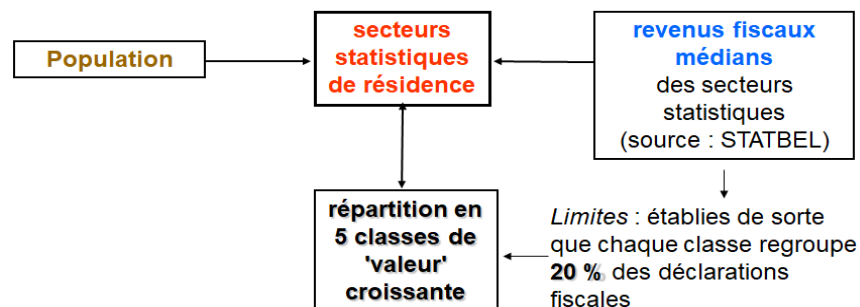 Population
secteurs
statistiques
de résidence
revenus fiscaux
médians
des secteurs
statistiques
(source : STATBEL)
répartition en
5 classes de
'valeur'
croissante
Limites : établies de sorte
que chaque classe regroupe
20 % des déclarations
fiscales